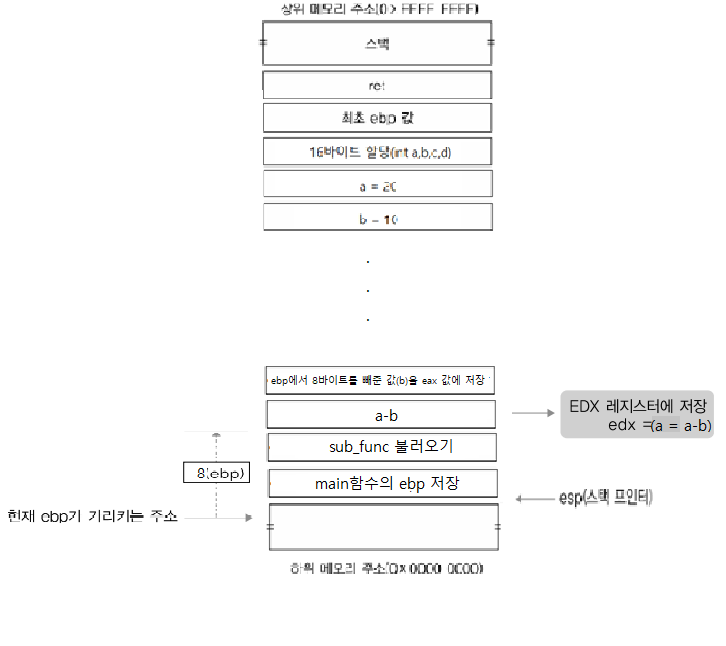 상위 메모리 주소(0x FFFF FFFF)
스택
ret
최초 ebp 값
16바이트 할당(int a,b,c,d)
a = 20
b = 10
ebp에서 8바이트를 빼준 값(b)을 eax 값에 저장
a-b
EDX 레지스터에 저장
edx =(a = a-b)
sub_func 불러오기
8(ebp)
main함수의 ebp 저장
esp(스택 포인터)
현재 ebp가 가리키는 주소
하위 메모리 주소(0x 0000 0000)